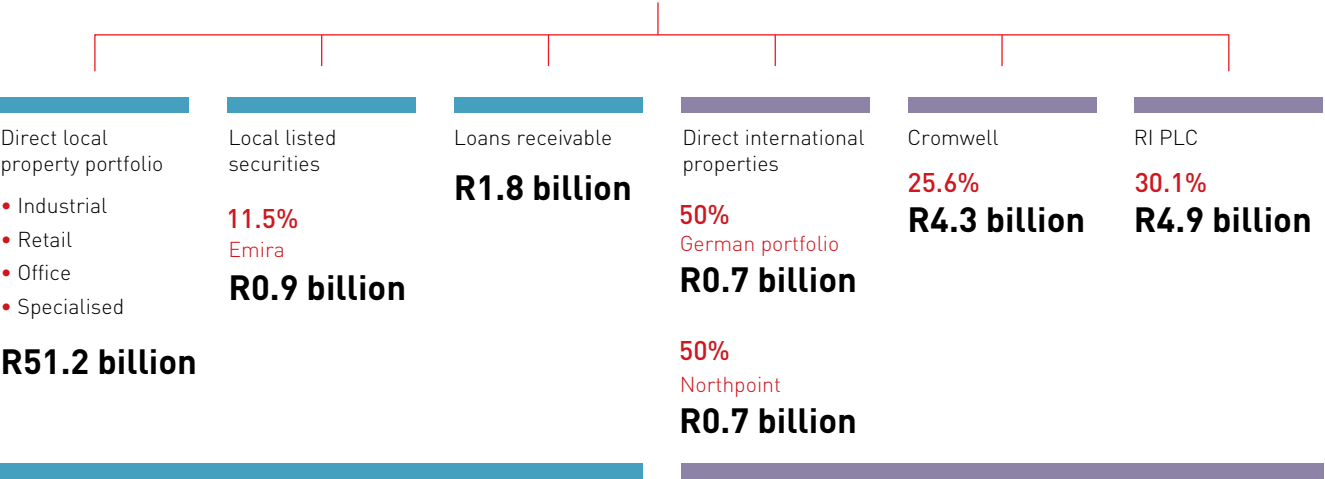 Direct local
property portfolio
• Industrial
• Retail
• Office
• Specialised
R51.2 billion
Local listed
securities
11.5%
Emira
R0.9 billion
Loans receivable
R1.8 billion
Direct international
properties
50%
German portfolio
R0.7 billion
50%
Northpoint
R0.7 billion
Cromwell
25.6%
R4.3 billion
RI PLC
30.1%
R4.9 billion